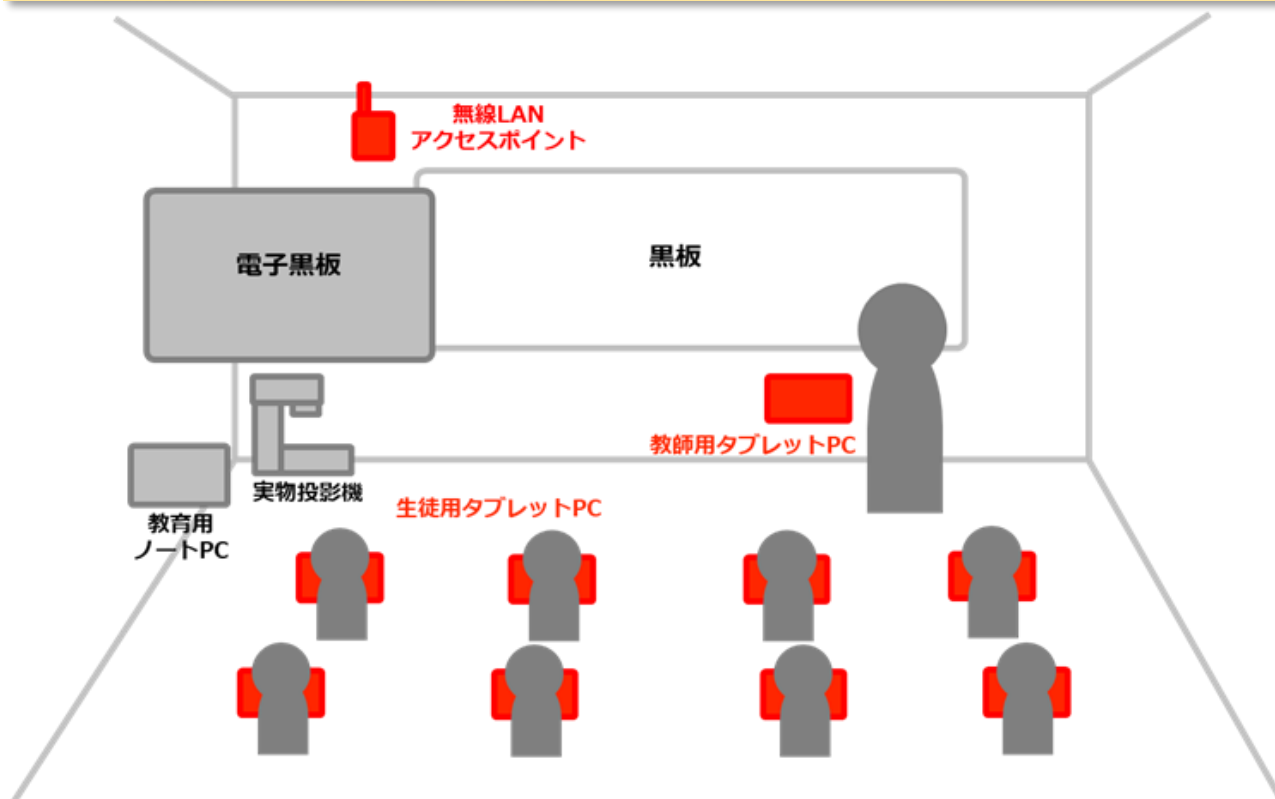 無線LAN
アクセスポイント
電子黒板
黒板
教師用タブレットPC
実物投影機
生徒用タブレットPC
教育用
ノートPC